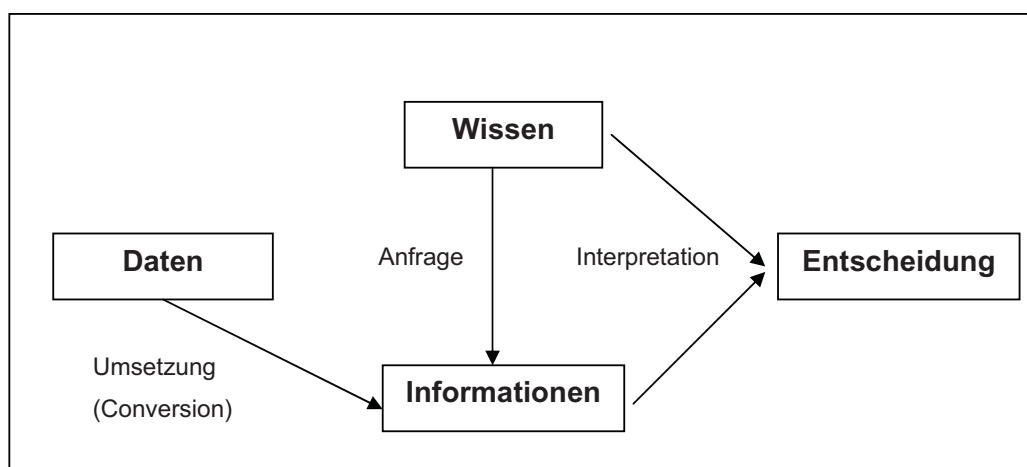 Wissen
Daten
Anfrage
Interpretation
Entscheidung
Umsetzung
(Conversion)
Informationen